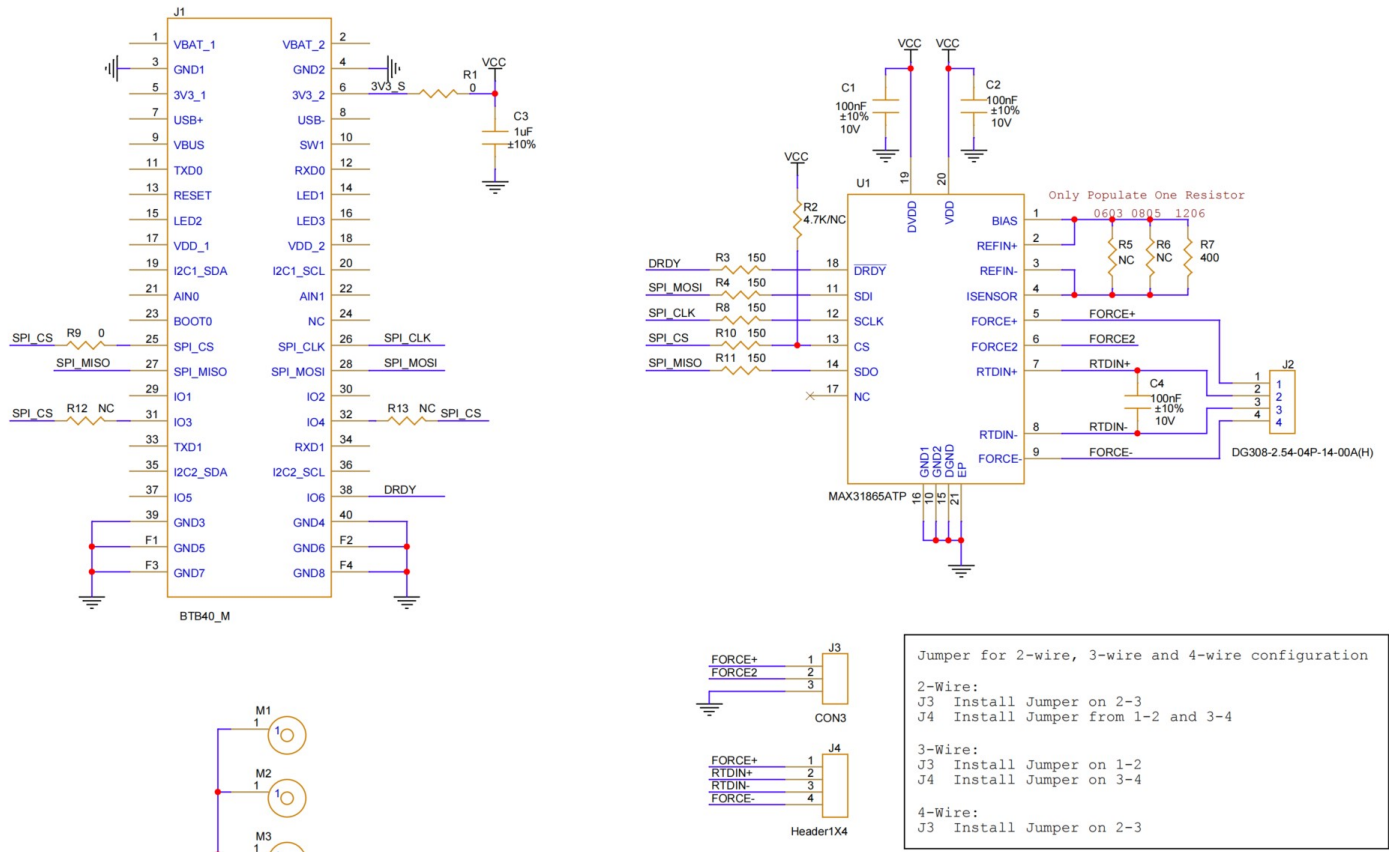 J1
1 VBAT_1 VBAT_2 2
3 GND1 GND2 4
5 3V3_1 3V3_2 6 3V3_S R1 0 VCC
7 USB+ USB- 8
9 VBUS SW1 10
11 TXD0 RXD0 12
13 RESET LED1 14
15 LED2 LED3 16
17 VDD_1 VDD_2 18
19 I2C1_SDA I2C1_SCL 20
21 AIN0 AIN1 22
23 BOOT0 NC 24
SPI_CS R9 0 25 SPI_CS SPI_CLK 26 SPI_CLK
SPI_MISO 27 SPI_MISO SPI_MOSI 28 SPI_MOSI
29 IO1 IO2 30
SPI_CS R12 NC 31 IO3 IO4 32 R13 NC SPI_CS
33 TXD1 RXD1 34
35 I2C2_SDA I2C2_SCL 36
37 IO5 IO6 38 DRDY
39 GND3 GND4 40
F1 GND5 GND6 F2
F3 GND7 GND8 F4
BTB40_M
C3
1uF
±10%
VCC VCC
C1
100nF
±10%
10V
C2
100nF
±10%
10V
VCC
R2
4.7K/NC
U1
19 20
DVDD VDD
DRDY R3 150 18 DRDY
SPI_MOSI R4 150 11 SDI
SPI_CLK R8 150 12 SCLK
SPI_CS R10 150 13 CS
SPI_MISO R11 150 14 SDO
17 NC
BIAS 1
REFIN+ 2
REFIN- 3
ISENSOR 4
FORCE+ 5 FORCE+
FORCE2 6 FORCE2
RTDIN+ 7 RTDIN+
RTDIN- 8 RTDIN-
FORCE- 9 FORCE-
GND1 GND2 DGND EP
16 10 15 21
MAX31865ATP
Only Populate One Resistor
0603 0805 1206
R5 R6 R7
NC NC 400
C4
100nF
±10%
10V
J2
1 1
2 2
3 3
4 4
DG308-2.54-04P-14-00A(H)
J3
FORCE+ 1
FORCE2 2
3
CON3
J4
FORCE+ 1
RTDIN+ 2
RTDIN- 3
FORCE- 4
Header1X4
Jumper for 2-wire, 3-wire and 4-wire configuration
2-Wire:
J3 Install Jumper on 2-3
J4 Install Jumper from 1-2 and 3-4
3-Wire:
J3 Install Jumper on 1-2
J4 Install Jumper on 3-4
4-Wire:
J3 Install Jumper on 2-3
M1
1 1
M2
1 1
M3
1